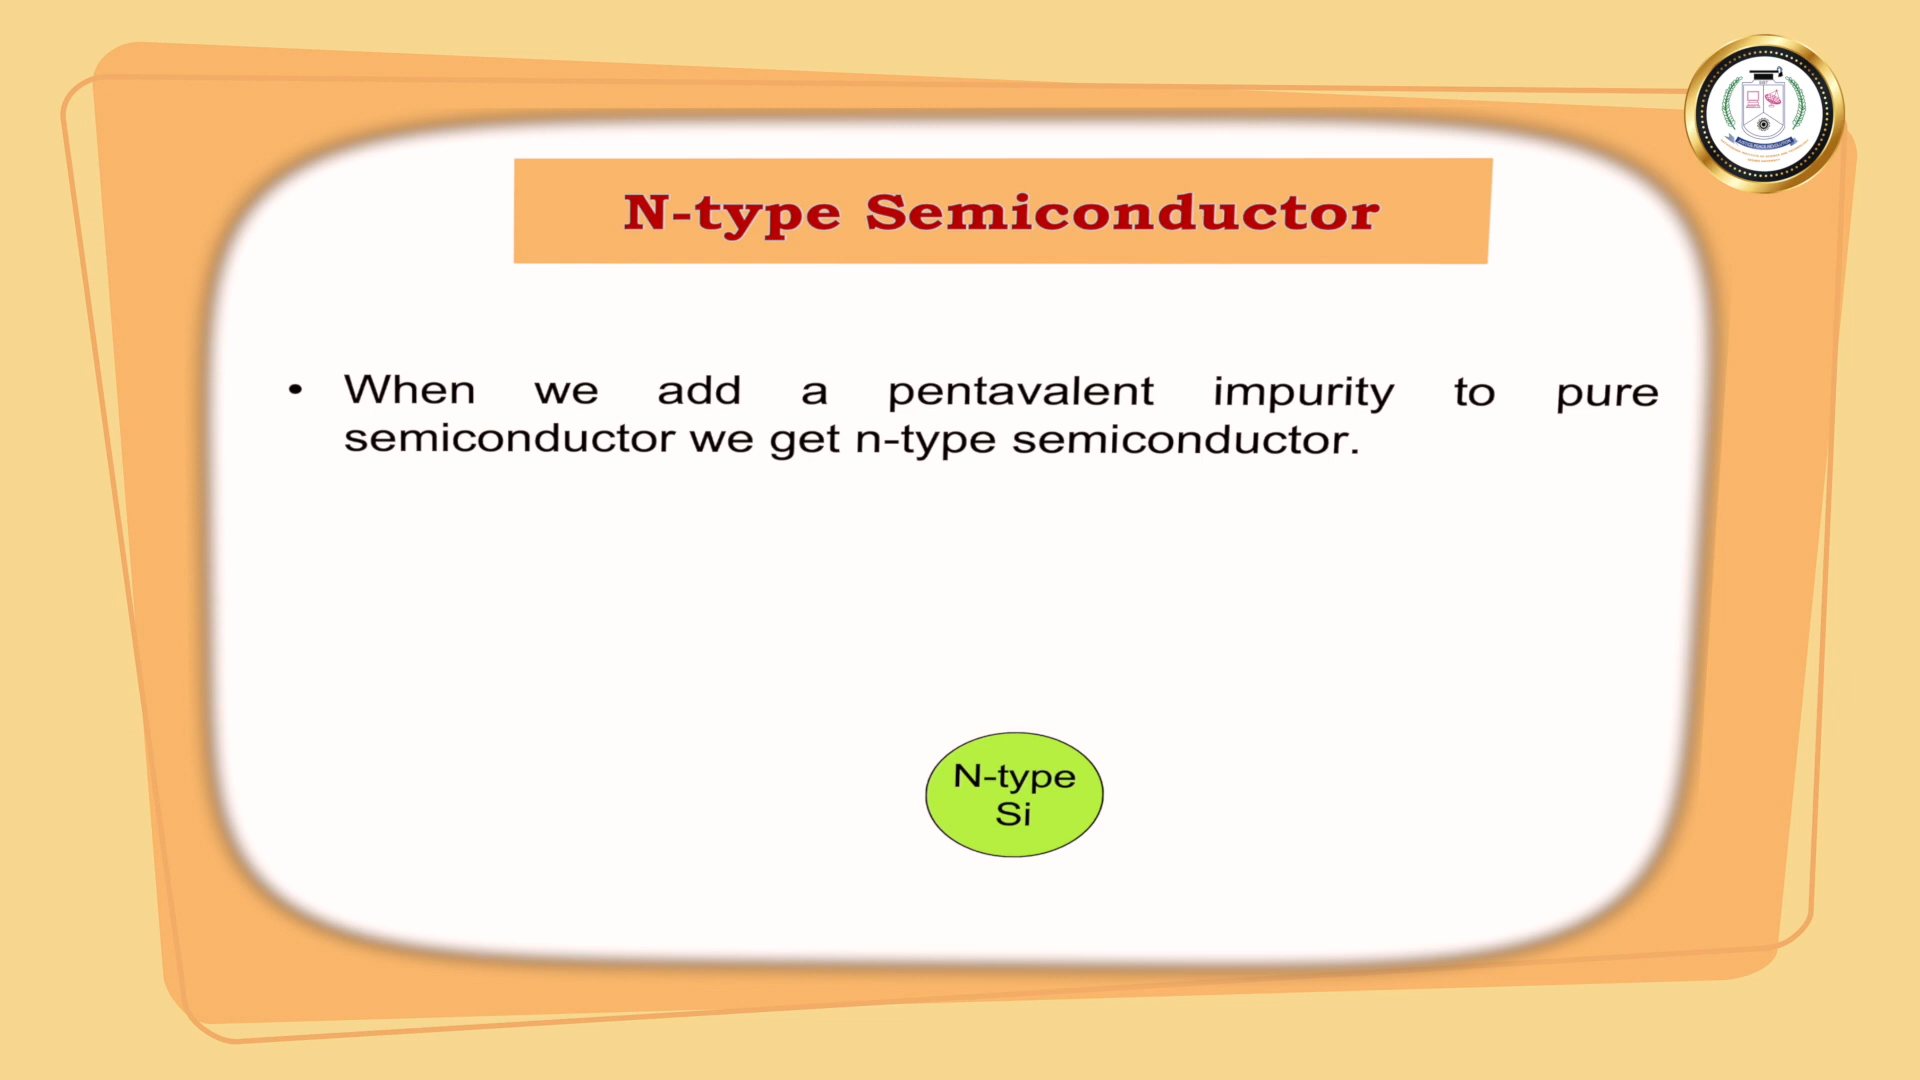 N-type Semiconductor
• When we add a pentavalent impurity to pure
semiconductor we get n-type semiconductor.
N-type
Si